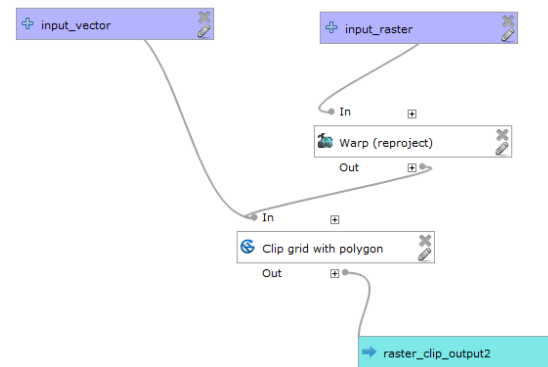 input_vector
input_raster
In
Warp (reproject)
Out
In
Clip grid with polygon
Out
raster_clip_output2